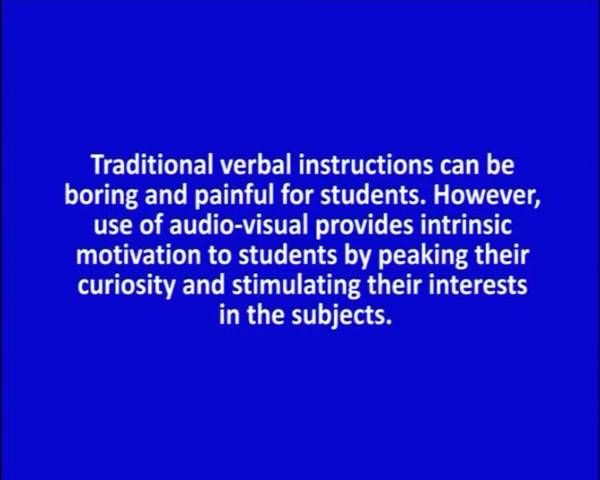 Traditional verbal instructions can be
boring and painful for students. However,
use of audio-visual provides intrinsic
motivation to students by peaking their
curiosity and stimulating their interests
in the subjects.